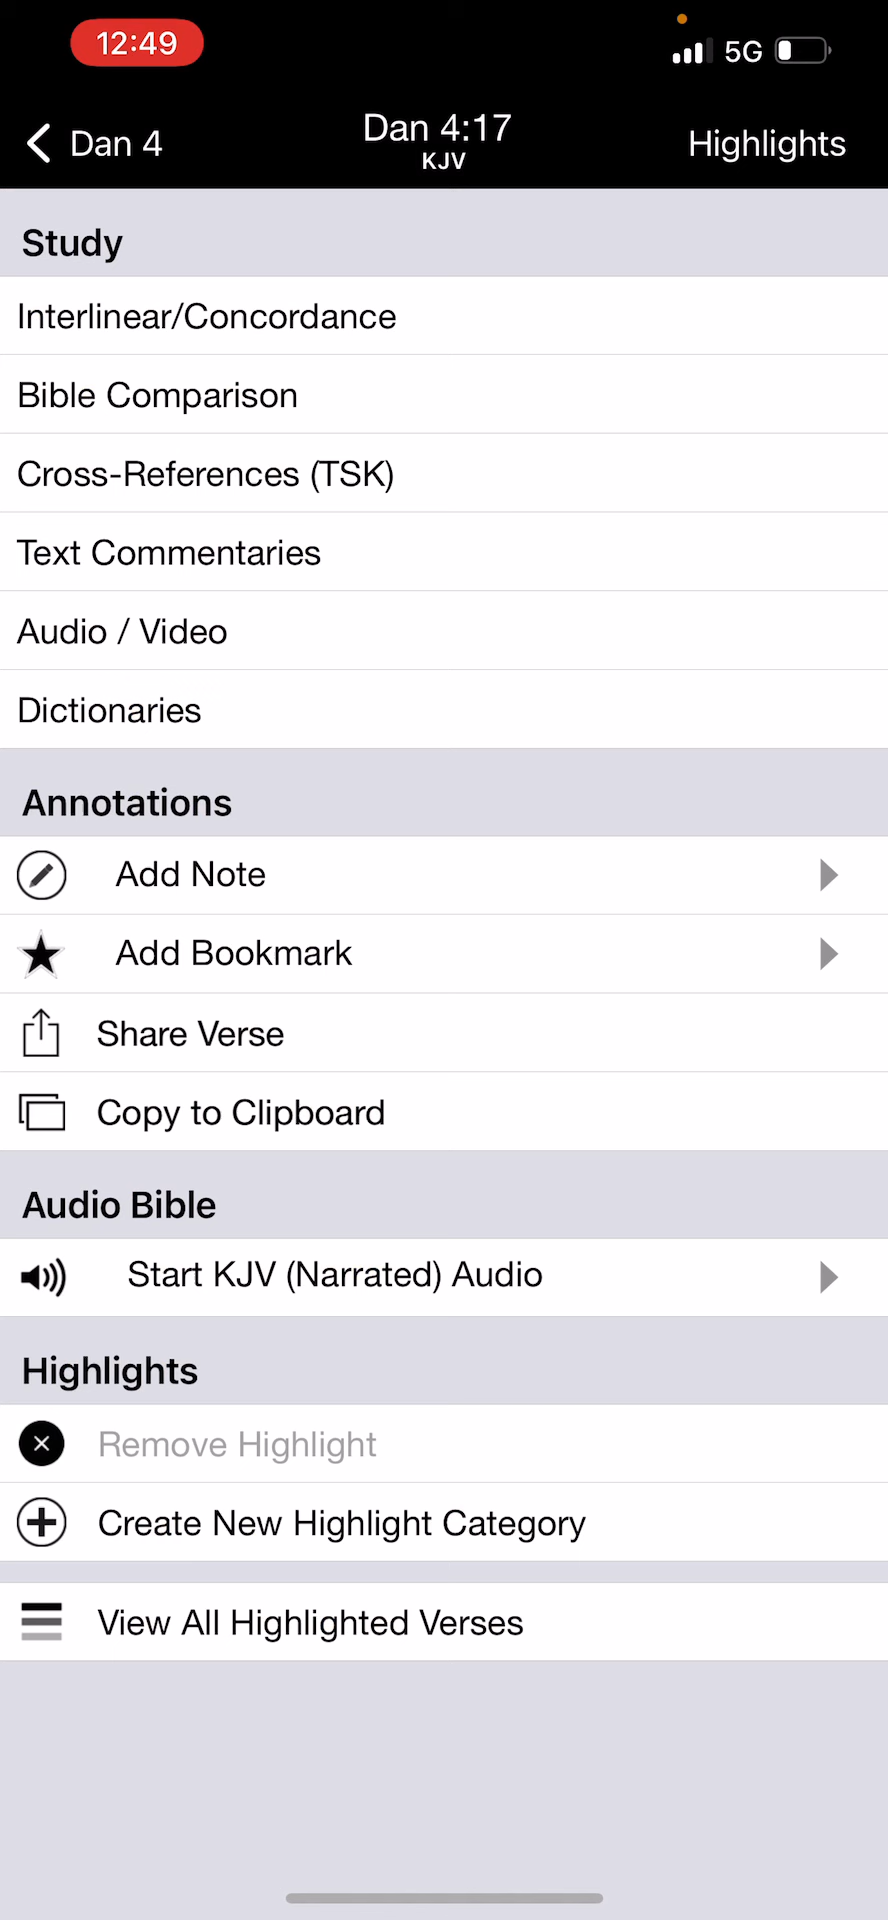 12:49
5G
Dan 4
Dan 4:17
KJV
Highlights
Study
Interlinear/Concordance
Bible Comparison
Cross-References (TSK)
Text Commentaries
Audio / Video
Dictionaries
Annotations
Add Note
Add Bookmark
Share Verse
Copy to Clipboard
Audio Bible
Start KJV (Narrated) Audio
Highlights
Remove Highlight
Create New Highlight Category
View All Highlighted Verses